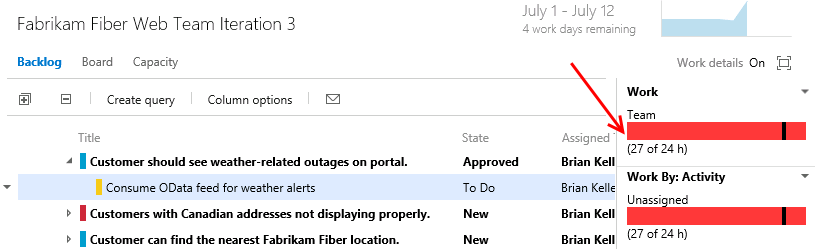 Fabrikam Fiber Web Team Iteration 3
July 1 - July 12
4 work days remaining
Backlog Board Capacity
Work details On
Create query Column options
Work
Team
(27 of 24 h)
Title State Assigned
Customer should see weather-related outages on portal. Approved Brian Kell
Consume OData feed for weather alerts To Do Brian Kelle
Customers with Canadian addresses not displaying properly. New Brian Kell
Customer can find the nearest Fabrikam Fiber location. New Brian Kell
Work By: Activity
Unassigned
(27 of 24 h)